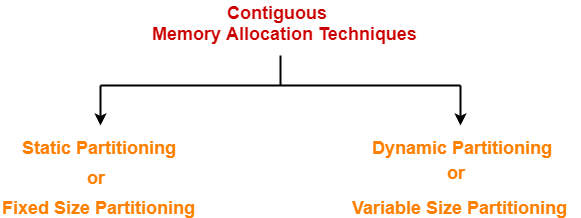 Contiguous
Memory Allocation Techniques
Static Partitioning
or
Fixed Size Partitioning
Dynamic Partitioning
or
Variable Size Partitioning